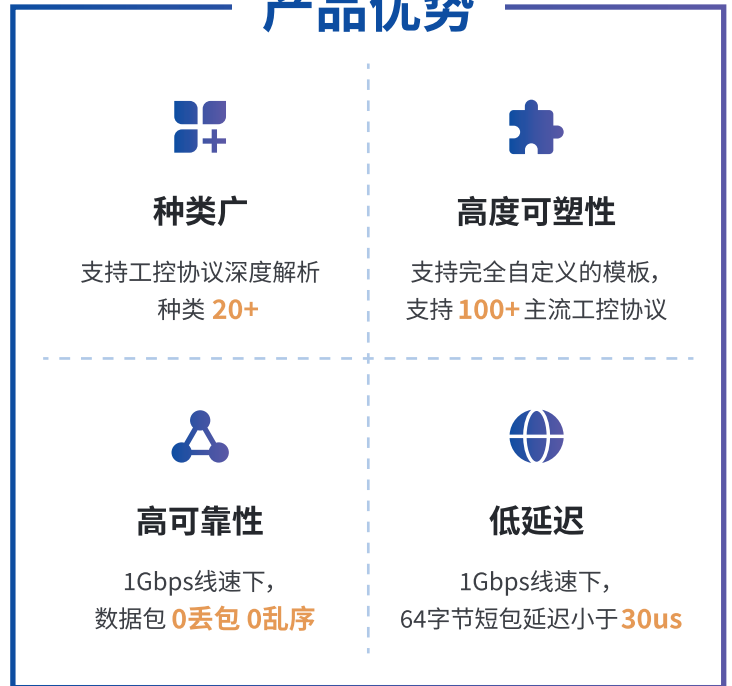 产品优势
种类广
支持工控协议深度解析
种类 20+
高度可塑性
支持完全自定义的模板，
支持 100+ 主流工控协议
高可靠性
1Gbps线速下，
数据包 0丢包 0乱序
低延迟
1Gbps线速下，
64字节短包延迟小于30us